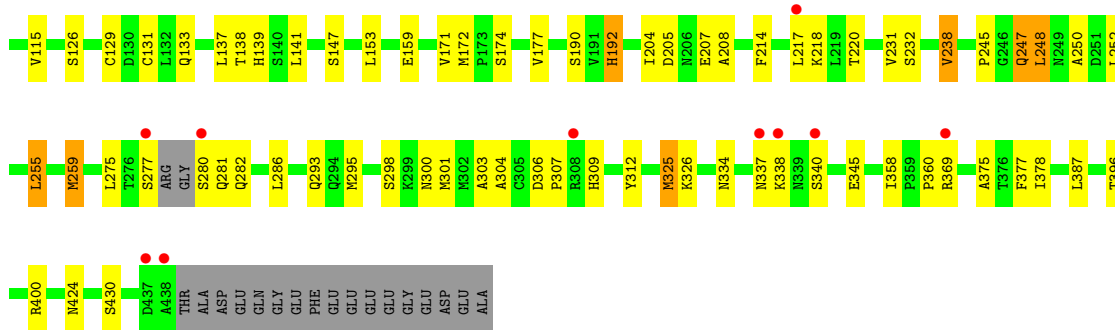 V115 S126 C129 D130 C131 L132 Q133 L137 T138 H139 S140 L141 S147 L153 E159 V171 M172 P173 S174 V177 S190 V191 H192 I204 D205 N206 E207 A208 F214 L217 K218 L219 T220 V231 S232 V238 P245 G246 Q247 L248 N249 A250 D251 L252
L255 M259 L275 T276 S277 ARG GLY S280 Q281 Q282 L286 Q293 Q294 M295 S298 K299 N300 M301 M302 A303 A304 C305 D306 P307 R308 H309 Y312 M325 K326 N334 N337 K338 N339 S340 E345 I358 P359 P360 R369 A375 T376 F377 I378 L387 T396
R400 N424 S430 D437 A438 THR ALA ASP GLU GLN GLY GLU PHE GLU GLU GLU GLY GLU ASP GLU ALA